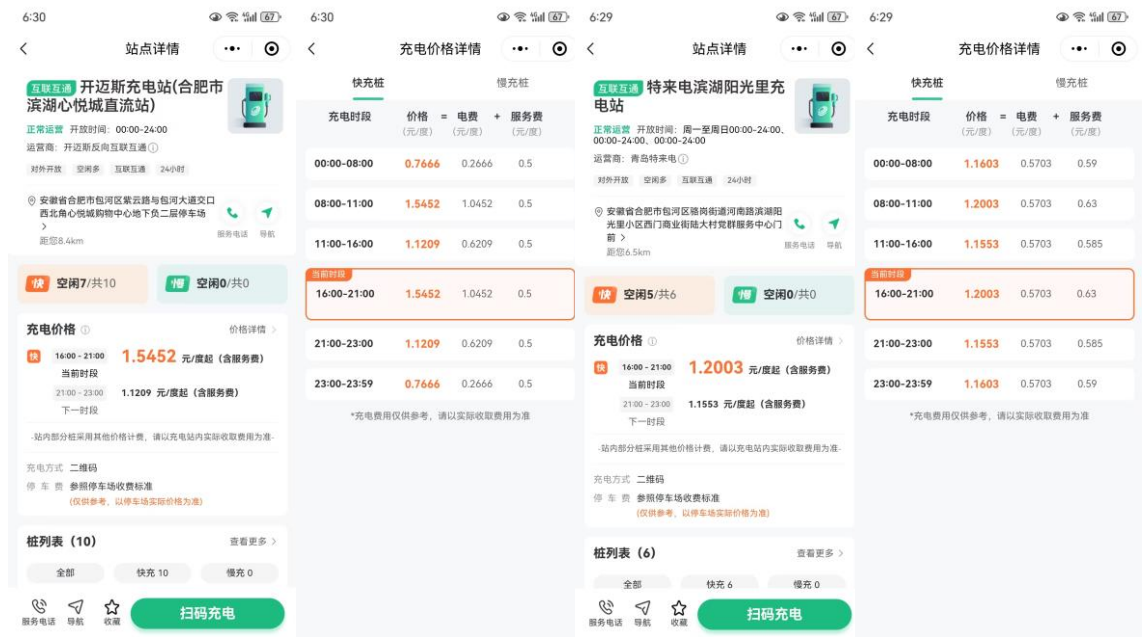 6:30
4G 67
站点详情
互联互通 开迈斯充电站(合肥市
滨湖心悦城直流站)
正常运营 开放时间: 00:00-24:00
运营商: 开迈斯反向互联互通
对外开放 空闲多 互联互通 24小时
安徽省合肥市包河区紫云路与包河大道交口
西北角心悦城购物中心地下负二层停车场
>
距您8.4km
服务电话 导航
快 空闲7/共10
慢 空闲0/共0
充电价格
价格详情 >
快 16:00 - 21:00 1.5452 元/度起 (含服务费)
当前时段
21:00 - 23:00 1.1209 元/度起 (含服务费)
下一时段
·站内部分桩采用其他价格计费, 请以充电站内实际收取费用为准·
充电方式 二维码
停 车 费 参照停车场收费标准
(仅供参考, 以停车场实际价格为准)
桩列表 (10)
查看更多 >
全部 快充 10 慢充 0
服务电话 导航 收藏
扫码充电
6:30
4G 67
充电价格详情
快充桩 慢充桩
充电时段 价格 = 电费 + 服务费
(元/度) (元/度) (元/度)
00:00-08:00 0.7666 0.2666 0.5
08:00-11:00 1.5452 1.0452 0.5
11:00-16:00 1.1209 0.6209 0.5
当前时段
16:00-21:00 1.5452 1.0452 0.5
21:00-23:00 1.1209 0.6209 0.5
23:00-23:59 0.7666 0.2666 0.5
*充电费用仅供参考, 请以实际收取费用为准
6:29
4G 67
站点详情
互联互通 特来电滨湖阳光里充
电站
正常运营 开放时间: 周一至周日00:00-24:00、
00:00-24:00、00:00-24:00
运营商: 青岛特来电
对外开放 空闲多 互联互通 24小时
安徽省合肥市包河区骆岗街道河南路滨湖阳
光里小区西门商业街陆大村党群服务中心门
前 >
距您6.5km
服务电话 导航
快 空闲5/共6
慢 空闲0/共0
充电价格
价格详情 >
快 16:00 - 21:00 1.2003 元/度起 (含服务费)
当前时段
21:00 - 23:00 1.1553 元/度起 (含服务费)
下一时段
·站内部分桩采用其他价格计费, 请以充电站内实际收取费用为准·
充电方式 二维码
停 车 费 参照停车场收费标准
(仅供参考, 以停车场实际价格为准)
桩列表 (6)
查看更多 >
全部 快充 6 慢充 0
服务电话 导航 收藏
扫码充电
6:29
4G 67
充电价格详情
快充桩 慢充桩
充电时段 价格 = 电费 + 服务费
(元/度) (元/度) (元/度)
00:00-08:00 1.1603 0.5703 0.59
08:00-11:00 1.2003 0.5703 0.63
11:00-16:00 1.1553 0.5703 0.585
当前时段
16:00-21:00 1.2003 0.5703 0.63
21:00-23:00 1.1553 0.5703 0.585
23:00-23:59 1.1603 0.5703 0.59
*充电费用仅供参考, 请以实际收取费用为准